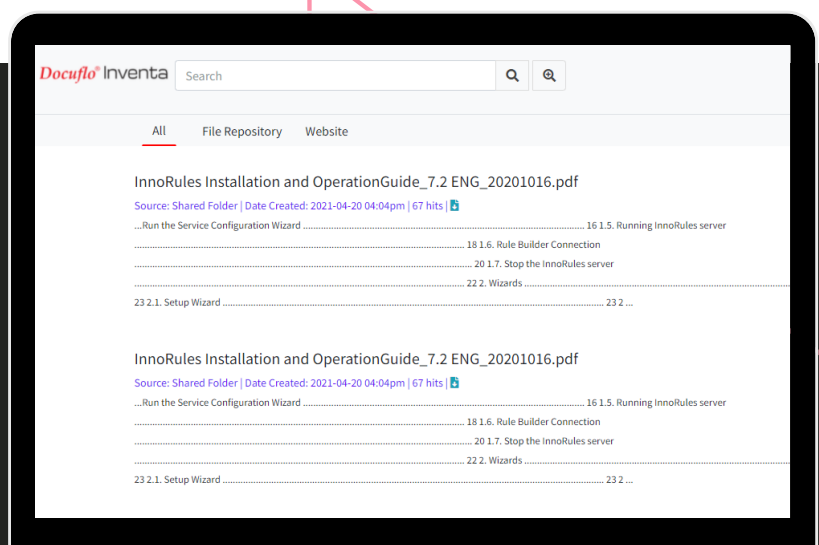 Docuflo® Inventa
Search
All File Repository Website
InnoRules Installation and OperationGuide_7.2 ENG_20201016.pdf
Source: Shared Folder | Date Created: 2021-04-20 04:04pm | 67 hits |
...Run the Service Configuration Wizard ........................................................................................................ 16 1.5. Running InnoRules server
........................................................................................................................ 18 1.6. Rule Builder Connection
........................................................................................................................... 20 1.7. Stop the InnoRules server
........................................................................................................................ 22 2. Wizards ..................................................................................................
23 2.1. Setup Wizard .......................................................................................................................................... 23 2 ...
InnoRules Installation and OperationGuide_7.2 ENG_20201016.pdf
Source: Shared Folder | Date Created: 2021-04-20 04:04pm | 67 hits |
...Run the Service Configuration Wizard ........................................................................................................ 16 1.5. Running InnoRules server
........................................................................................................................ 18 1.6. Rule Builder Connection
........................................................................................................................... 20 1.7. Stop the InnoRules server
........................................................................................................................ 22 2. Wizards ..................................................................................................
23 2.1. Setup Wizard .......................................................................................................................................... 23 2 ...